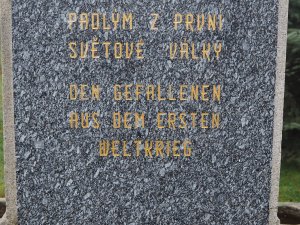 PADLÝM Z PRVNÍ
SVĚTOVÉ VÁLKY
DEN GEFALLENEN
AUS DEM ERSTEN
WELTKRIEG